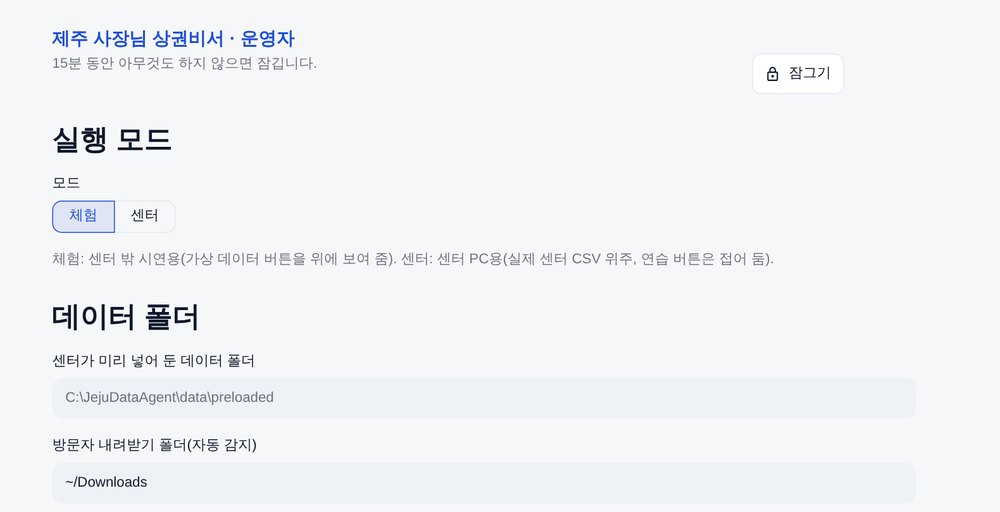 제주 사장님 상권비서 · 운영자
15분 동안 아무것도 하지 않으면 잠깁니다.
잠그기
실행 모드
모드
체험
센터
체험: 센터 밖 시연용(가상 데이터 버튼을 위에 보여 줌). 센터: 센터 PC용(실제 센터 CSV 위주, 연습 버튼은 접어 둠).
데이터 폴더
센터가 미리 넣어 둔 데이터 폴더
C:\JejuDataAgent\data\preloaded
방문자 내려받기 폴더(자동 감지)
~/Downloads